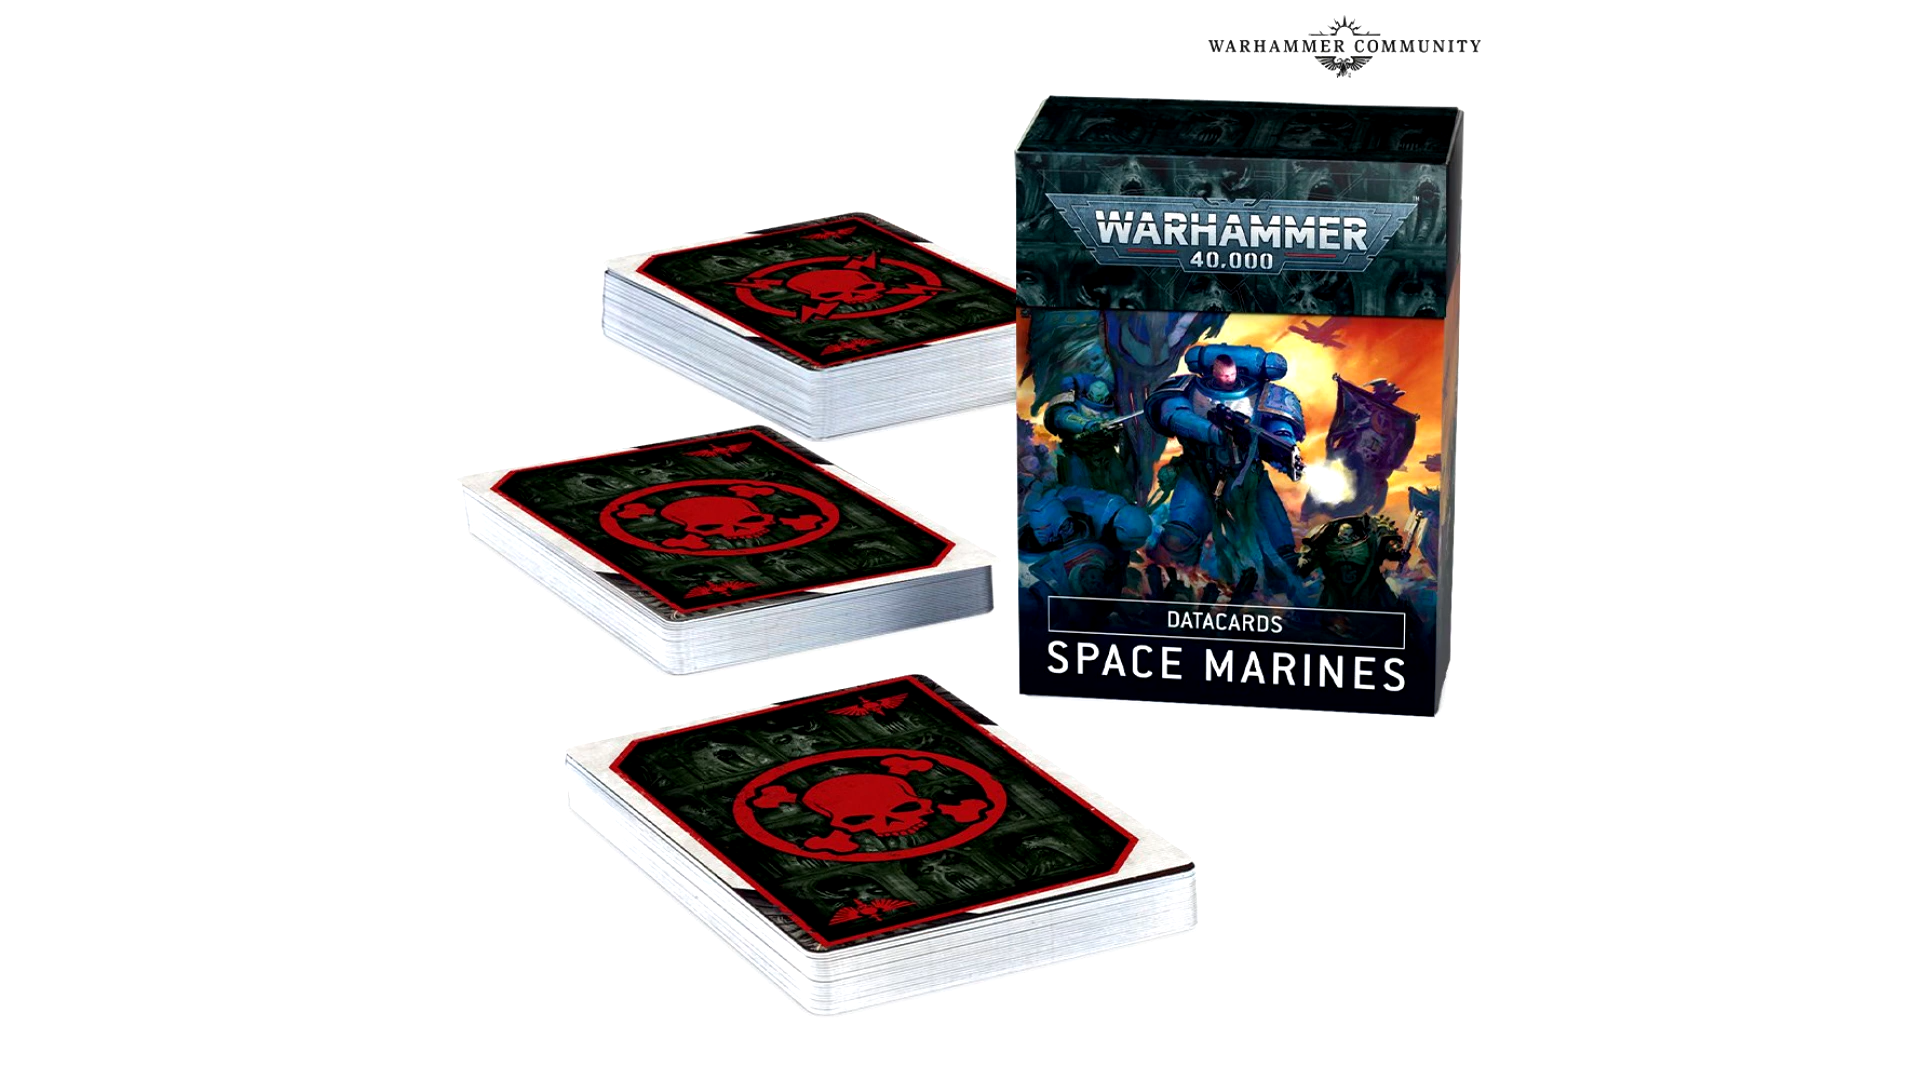 WARHAMMER COMMUNITY
WARHAMMER
40,000
DATACARDS
SPACE MARINES